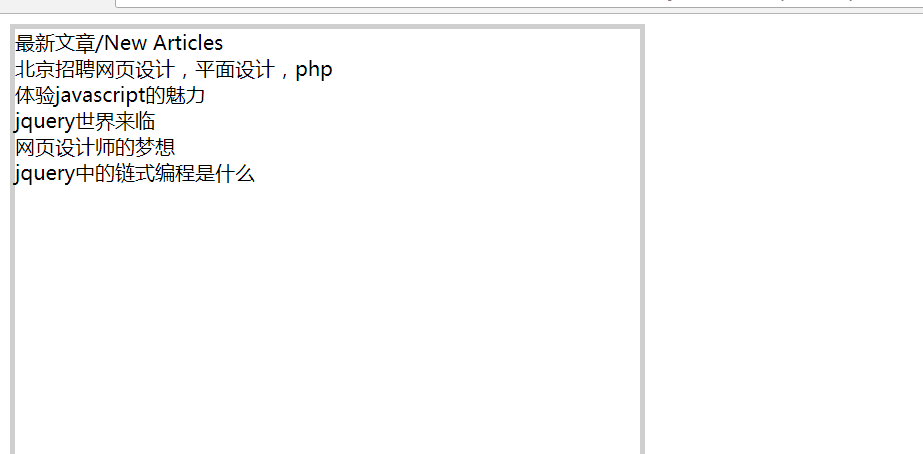 最新文章/New Articles
北京招聘网页设计，平面设计，php
体验javascript的魅力
jquery世界来临
网页设计师的梦想
jquery中的链式编程是什么